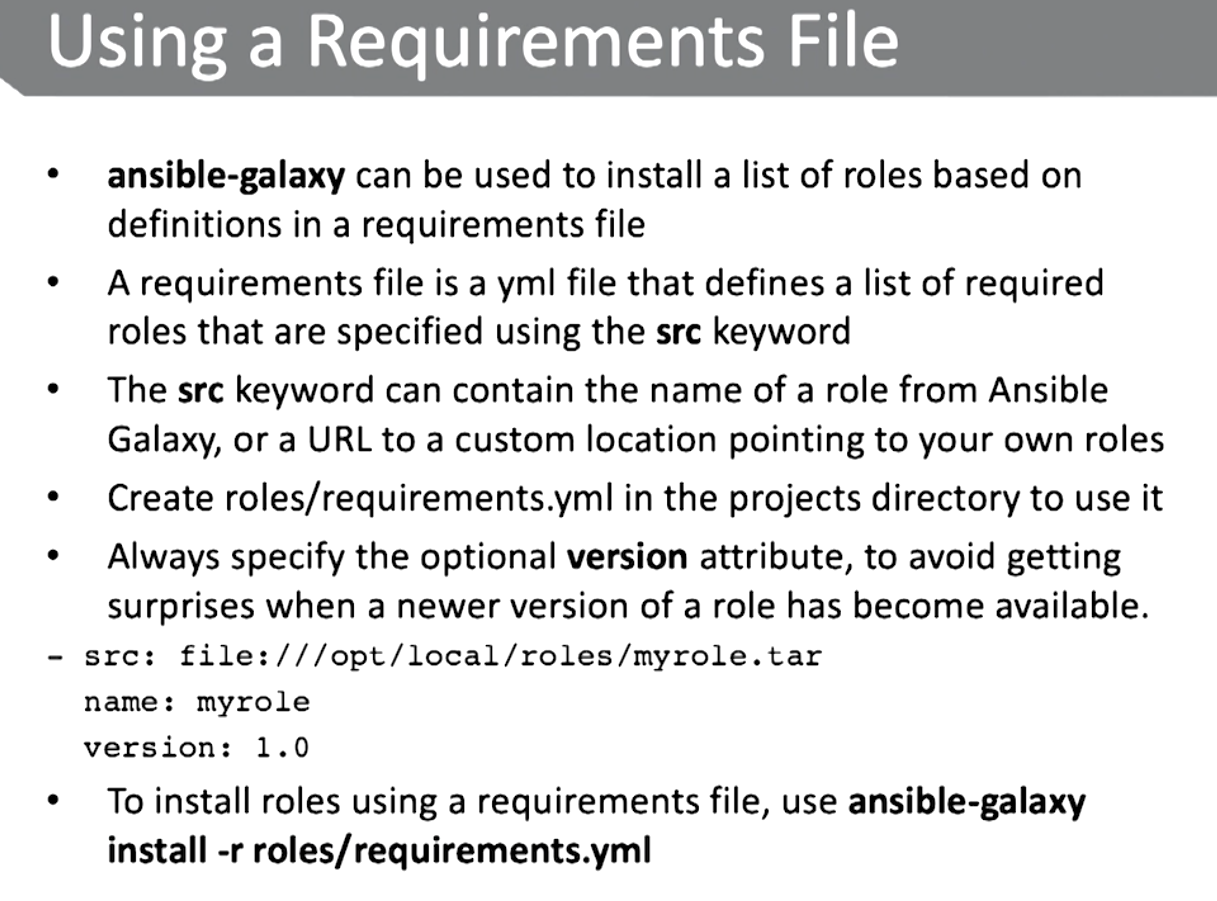 Using a Requirements File
• ansible-galaxy can be used to install a list of roles based on
definitions in a requirements file
• A requirements file is a yml file that defines a list of required
roles that are specified using the src keyword
• The src keyword can contain the name of a role from Ansible
Galaxy, or a URL to a custom location pointing to your own roles
• Create roles/requirements.yml in the projects directory to use it
• Always specify the optional version attribute, to avoid getting
surprises when a newer version of a role has become available.
– src: file:///opt/local/roles/myrole.tar
name: myrole
version: 1.0
• To install roles using a requirements file, use ansible-galaxy
install -r roles/requirements.yml